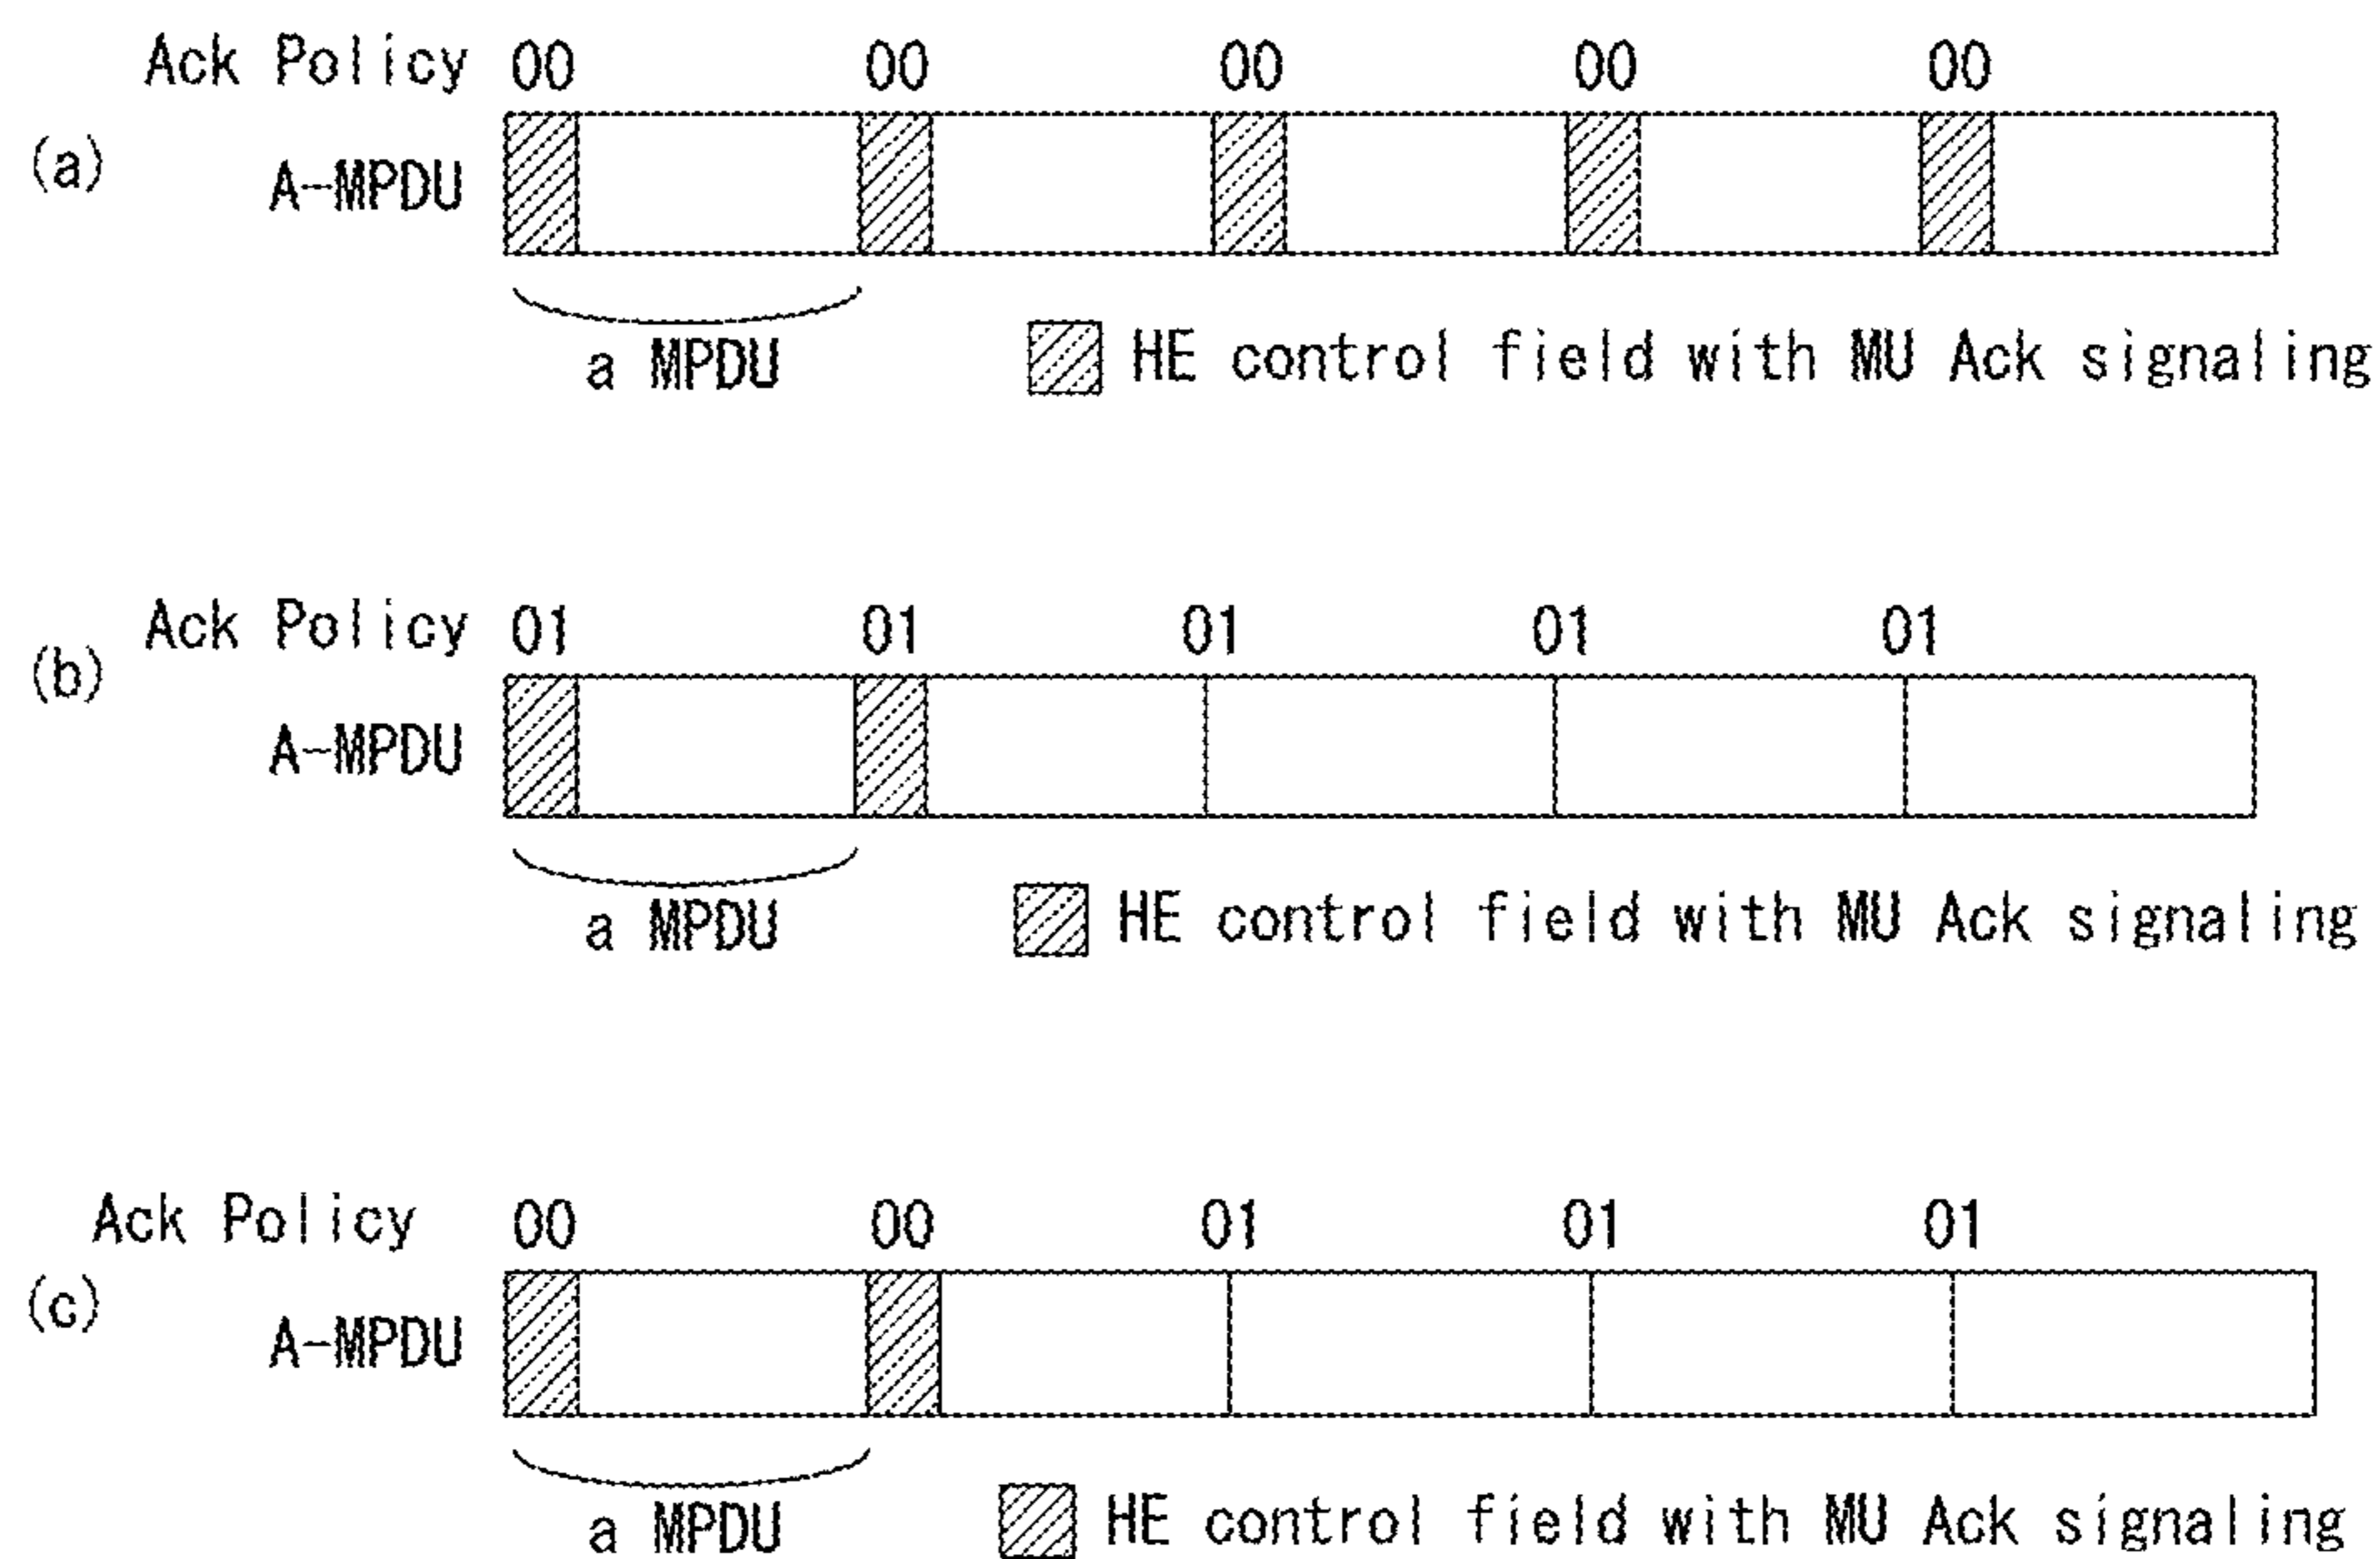 Ack Policy 00 00 00 00 00
(a)
A-MPDU
a MPDU
HE control field with MU Ack signaling
Ack Policy 01 01 01 01 01
(b)
A-MPDU
a MPDU
HE control field with MU Ack signaling
Ack Policy 00 00 01 01 01
(c)
A-MPDU
a MPDU
HE control field with MU Ack signaling